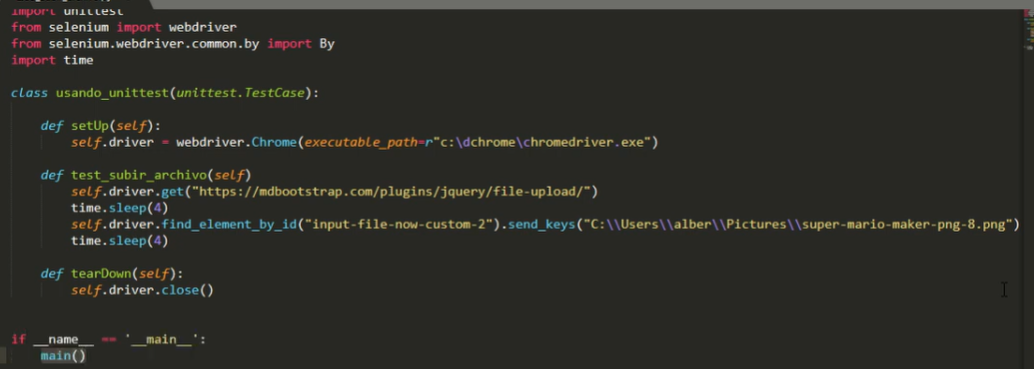 import unittest
from selenium import webdriver
from selenium.webdriver.common.by import By
import time
class usando_unittest(unittest.TestCase):
def setUp(self):
self.driver = webdriver.Chrome(executable_path=r"c:\dchrome\chromedriver.exe")
def test_subir_archivo(self)
self.driver.get("https://mdbootstrap.com/plugins/jquery/file-upload/")
time.sleep(4)
self.driver.find_element_by_id("input-file-now-custom-2").send_keys("C:\\Users\\alber\\Pictures\\super-mario-maker-png-8.png")
time.sleep(4)
def tearDown(self):
self.driver.close()
if __name__ == '__main__':
main()